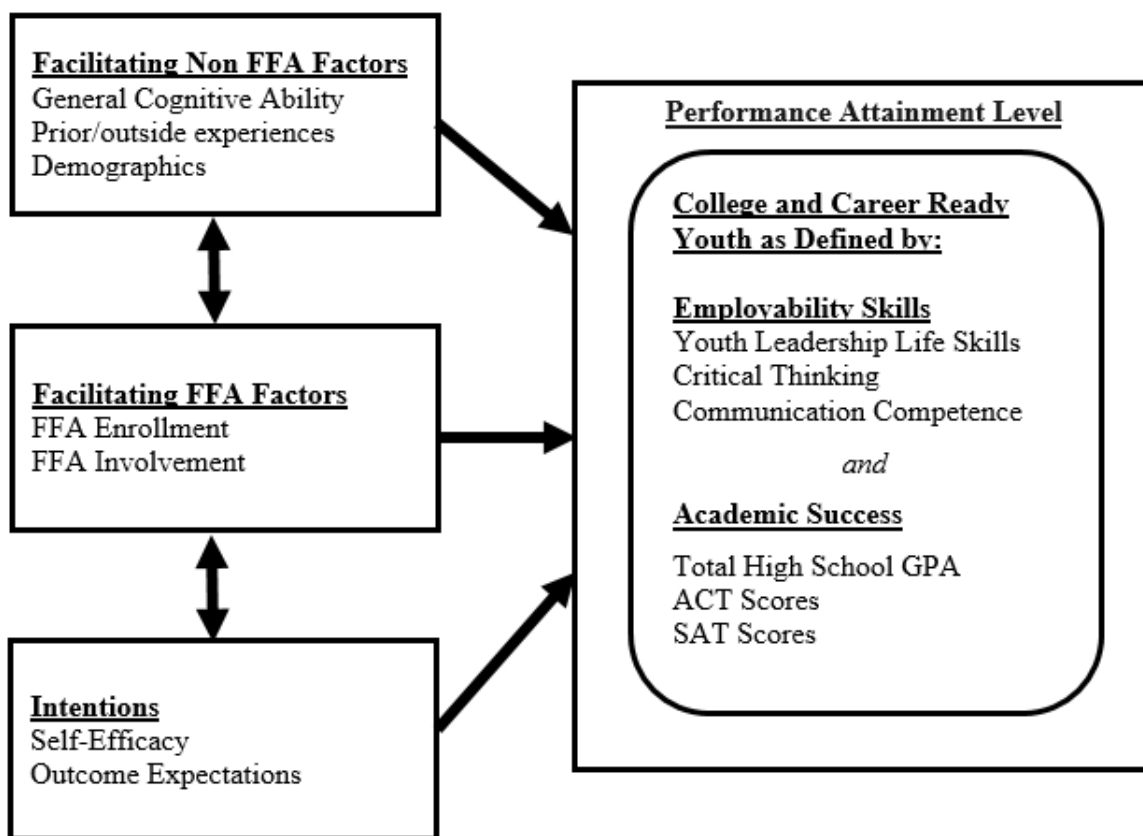 Facilitating Non FFA Factors
General Cognitive Ability
Prior/outside experiences
Demographics
Facilitating FFA Factors
FFA Enrollment
FFA Involvement
Intentions
Self-Efficacy
Outcome Expectations
Performance Attainment Level
College and Career Ready
Youth as Defined by:
Employability Skills
Youth Leadership Life Skills
Critical Thinking
Communication Competence
and
Academic Success
Total High School GPA
ACT Scores
SAT Scores